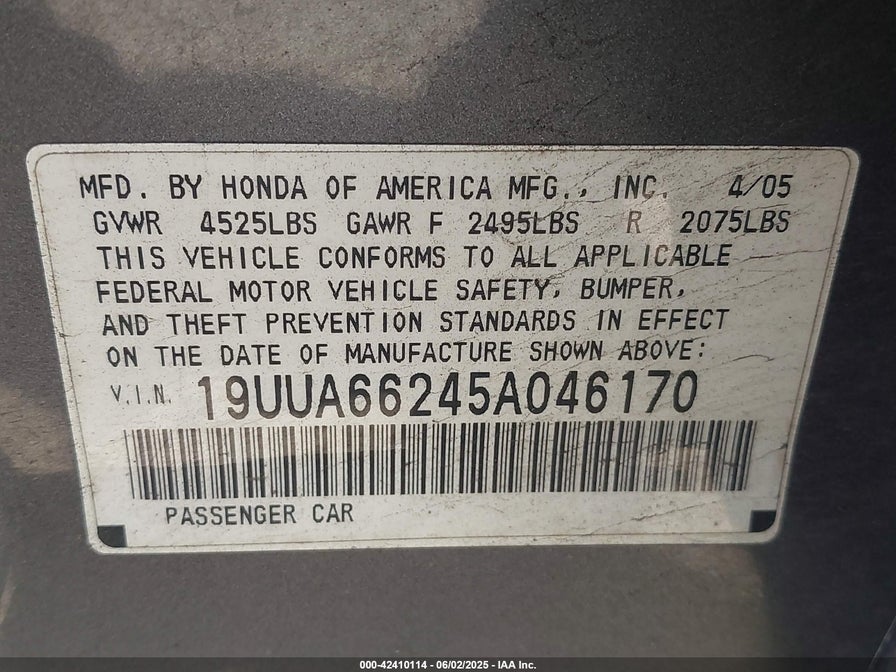 MFD. BY HONDA OF AMERICA MFG., INC. 4/05
GVWR 4525LBS GAWR F 2495LBS R 2075LBS
THIS VEHICLE CONFORMS TO ALL APPLICABLE
FEDERAL MOTOR VEHICLE SAFETY, BUMPER,
AND THEFT PREVENTION STANDARDS IN EFFECT
ON THE DATE OF MANUFACTURE SHOWN ABOVE:
V.I.N. 19UUA66245A046170
PASSENGER CAR
000-42410114 - 06/02/2025 - IAA Inc.